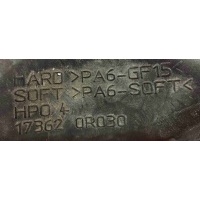 HARD >PA6-GF15<
SOFT >PA6-SOFT<
HPO 4
17362 0R030